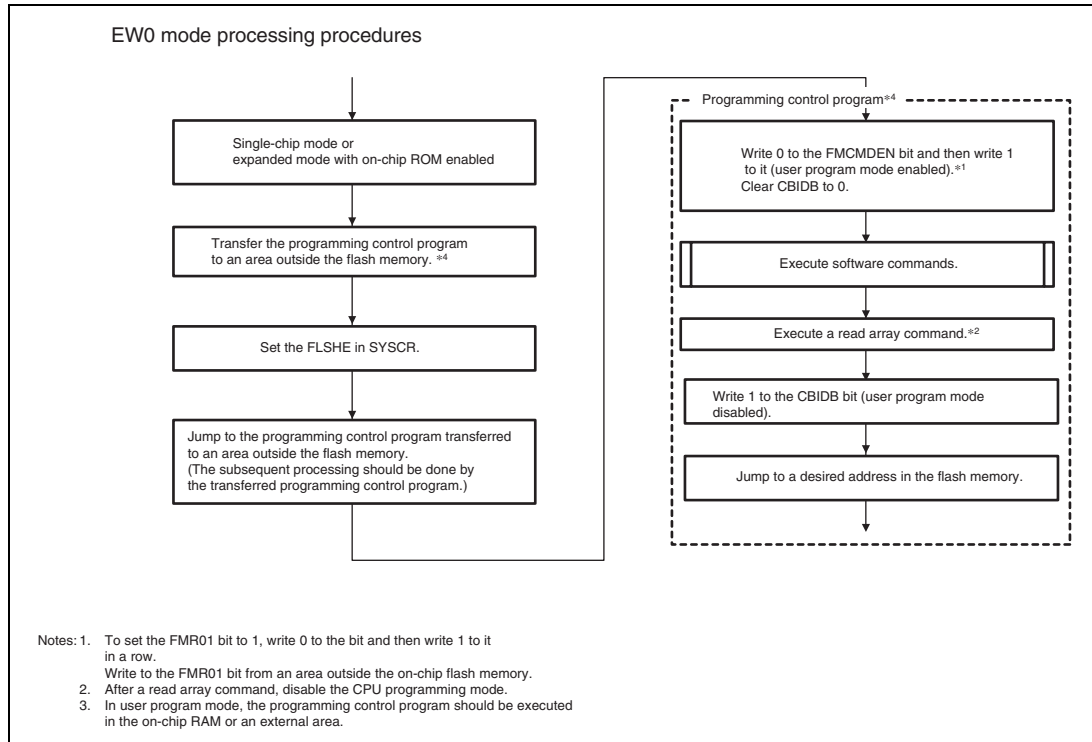 EW0 mode processing procedures
Single-chip mode or
expanded mode with on-chip ROM enabled
Transfer the programming control program
to an area outside the flash memory. *4
Set the FLSHE in SYSCR.
Jump to the programming control program transferred
to an area outside the flash memory.
(The subsequent processing should be done by
the transferred programming control program.)
Programming control program*4
Write 0 to the FMCMDEN bit and then write 1
to it (user program mode enabled).*1
Clear CBIDB to 0.
Execute software commands.
Execute a read array command.*2
Write 1 to the CBIDB bit (user program mode
disabled).
Jump to a desired address in the flash memory.
Notes: 1. To set the FMR01 bit to 1, write 0 to the bit and then write 1 to it
in a row.
Write to the FMR01 bit from an area outside the on-chip flash memory.
2. After a read array command, disable the CPU programming mode.
3. In user program mode, the programming control program should be executed
in the on-chip RAM or an external area.